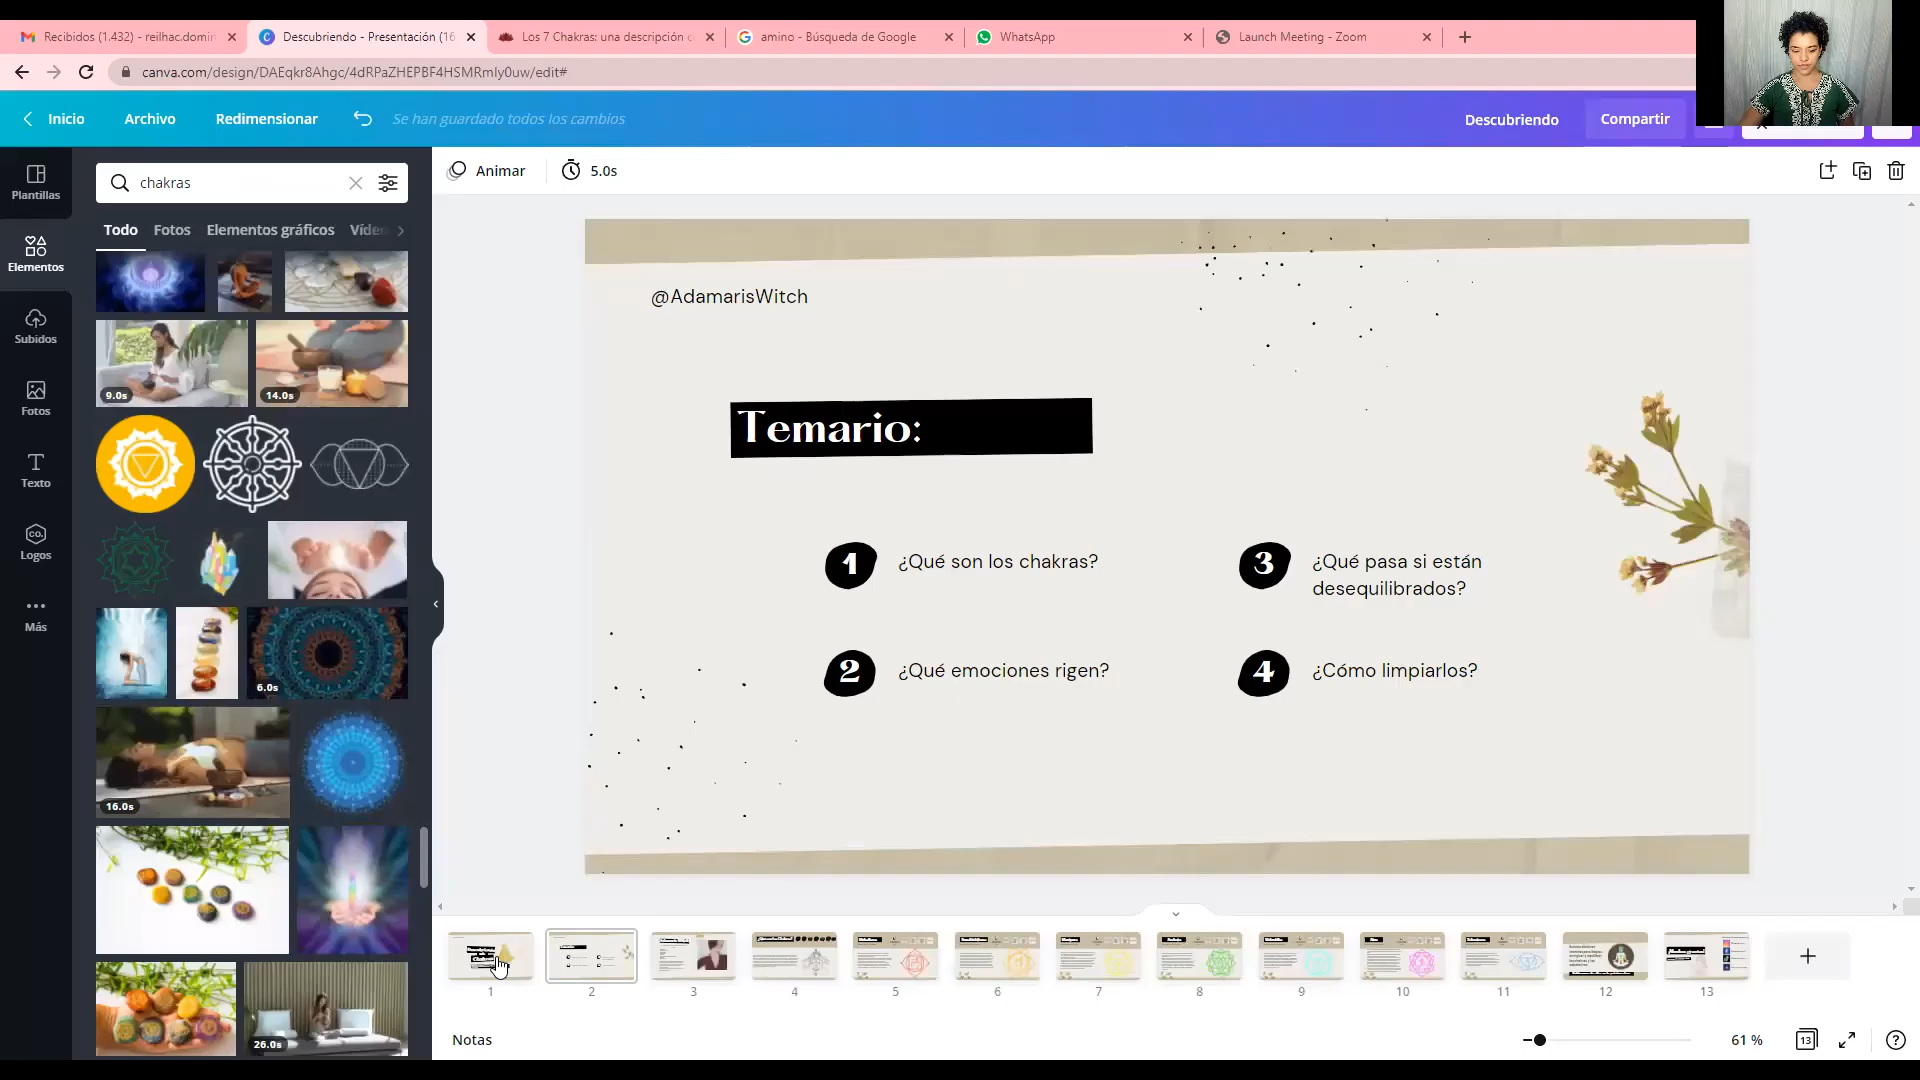 Recibidos (1.432) - reilhac.domin
Descubriendo - Presentación (16
Los 7 Chakras: una descripción c
amino - Búsqueda de Google
WhatsApp
Launch Meeting - Zoom
canva.com/design/DAEqkr8Ahgc/4dRPaZHEPBF4HSMRmIy0uw/edit#
Inicio
Archivo
Redimensionar
Se han guardado todos los cambios
Descubriendo
Compartir
Plantillas
Elementos
Subidos
Fotos
Texto
CO.
Logos
Más
chakras
Todo
Fotos
Elementos gráficos
Víde
9.0s
14.0s
6.0s
16.0s
26.0s
Animar
5.0s
@AdamarisWitch
Temario:
1
¿Qué son los chakras?
2
¿Qué emociones rigen?
3
¿Qué pasa si están
desequilibrados?
4
¿Cómo limpiarlos?
1
2
3
4
5
6
7
8
9
10
11
12
13
Notas
61 %
13